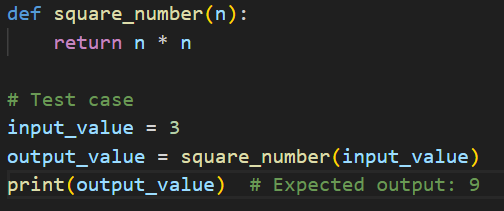 def square_number(n):
    return n * n

# Test case
input_value = 3
output_value = square_number(input_value)
print(output_value)  # Expected output: 9